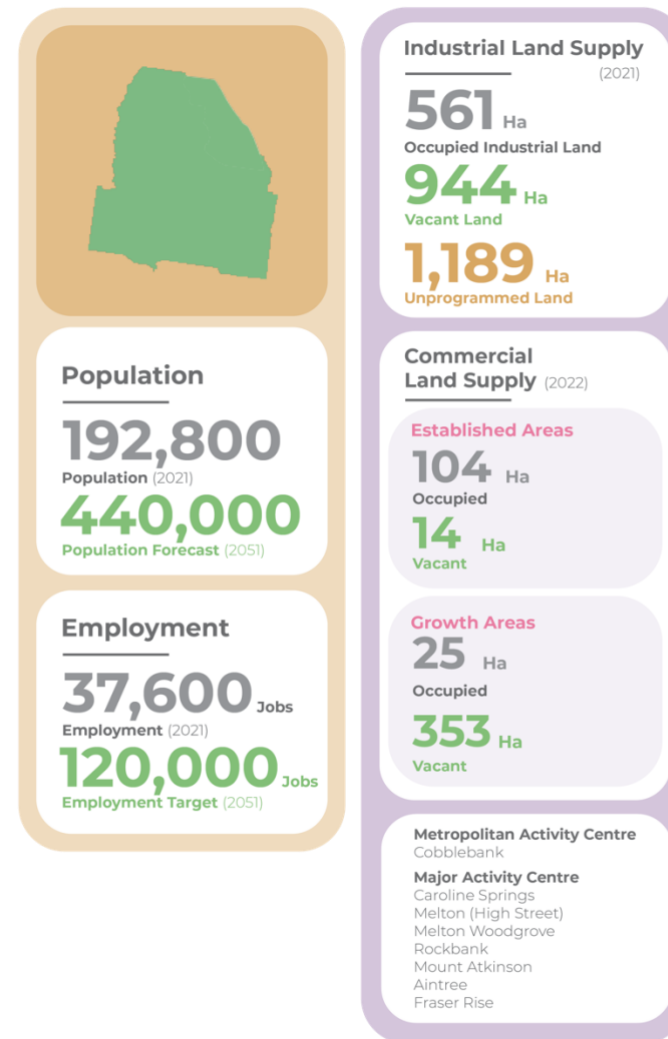 Population
192,800
Population (2021)
440,000
Population Forecast (2051)
Employment
37,600 Jobs
Employment (2021)
120,000 Jobs
Employment Target (2051)
Industrial Land Supply
(2021)
561 Ha
Occupied Industrial Land
944 Ha
Vacant Land
1,189 Ha
Unprogrammed Land
Commercial
Land Supply (2022)
Established Areas
104 Ha
Occupied
14 Ha
Vacant
Growth Areas
25 Ha
Occupied
353 Ha
Vacant
Metropolitan Activity Centre
Cobblebank
Major Activity Centre
Caroline Springs
Melton (High Street)
Melton Woodgrove
Rockbank
Mount Atkinson
Aintree
Fraser Rise